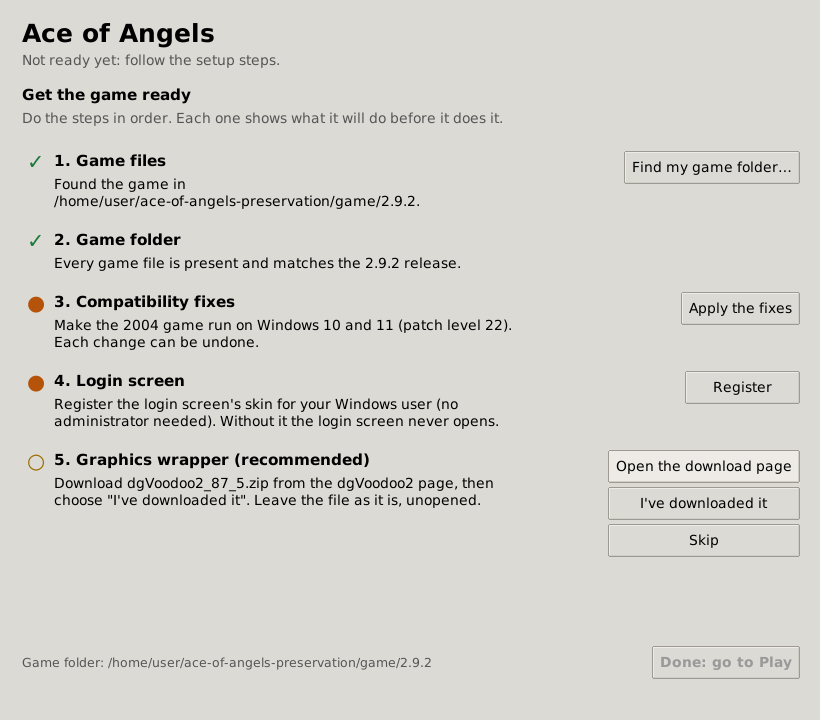 Ace of Angels
Not ready yet: follow the setup steps.
Get the game ready
Do the steps in order. Each one shows what it will do before it does it.
✓ 1. Game files
Find my game folder...
Found the game in
/home/user/ace-of-angels-preservation/game/2.9.2.
✓ 2. Game folder
Every game file is present and matches the 2.9.2 release.
3. Compatibility fixes
Apply the fixes
Make the 2004 game run on Windows 10 and 11 (patch level 22).
Each change can be undone.
4. Login screen
Register
Register the login screen's skin for your Windows user (no
administrator needed). Without it the login screen never opens.
5. Graphics wrapper (recommended)
Open the download page
Download dgVoodoo2_87_5.zip from the dgVoodoo2 page, then
choose "I've downloaded it". Leave the file as it is, unopened.
I've downloaded it
Skip
Game folder: /home/user/ace-of-angels-preservation/game/2.9.2
Done: go to Play